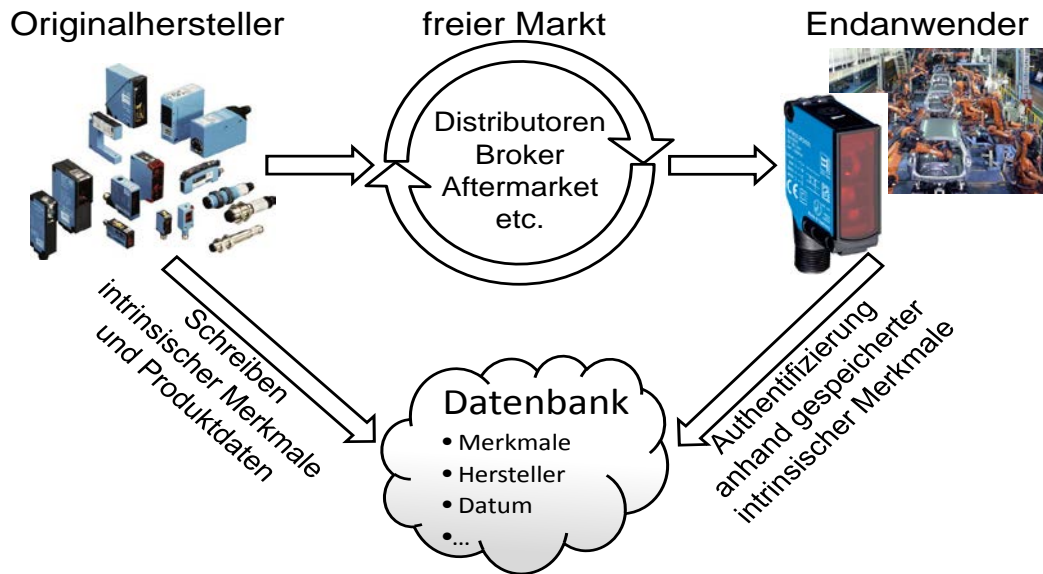 Originalhersteller
freier Markt
Endanwender
Distributoren
Broker
Aftermarket
etc.
Schreiben
intrinsischer Merkmale
und Produktdaten
Datenbank
• Merkmale
• Hersteller
• Datum
•...
Authentifizierung
anhand gespeicherter
intrinsischer Merkmale